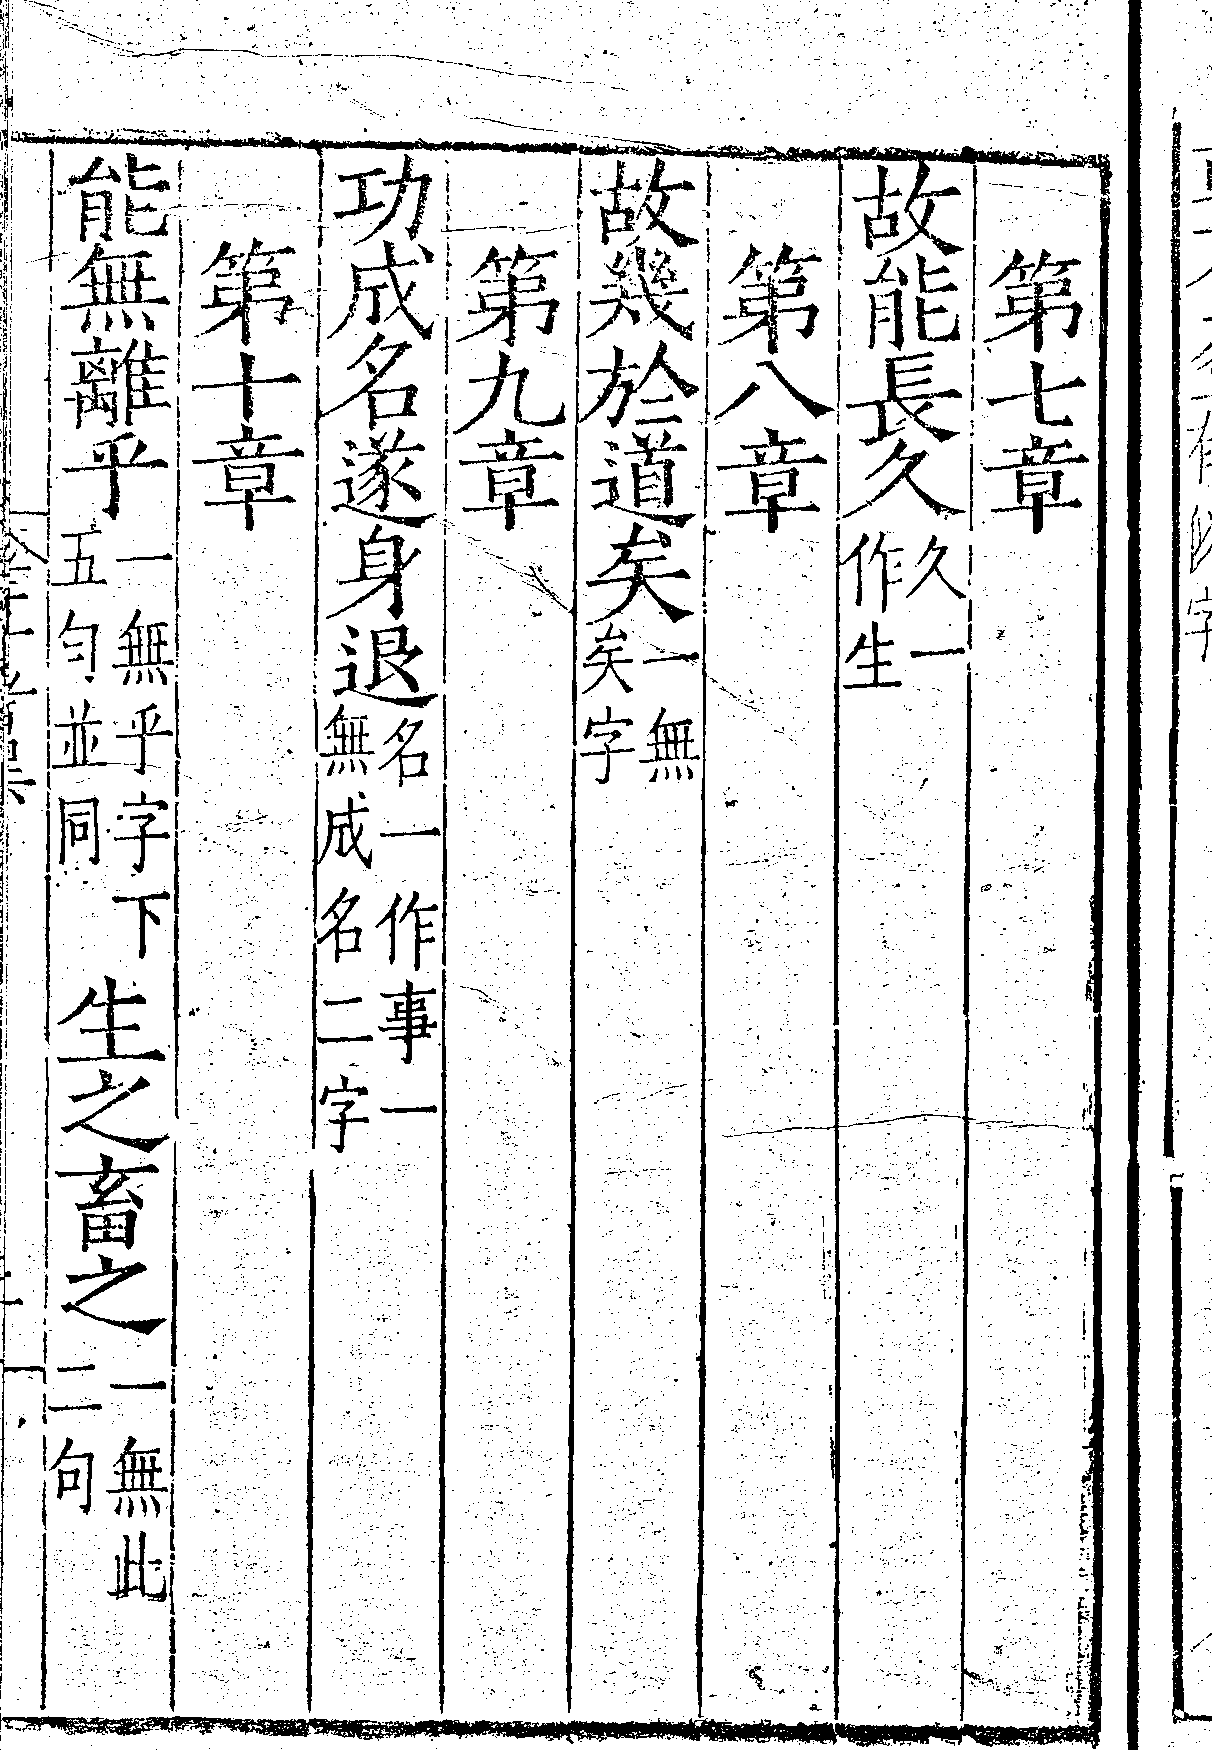 第七章
故能長久久一作生
第八章
故幾於道矣一無矣字
第九章
功成名遂身退名一作事一無成名二字
第十章
能無離乎一無乎字下五句並同生之畜之一無此二句